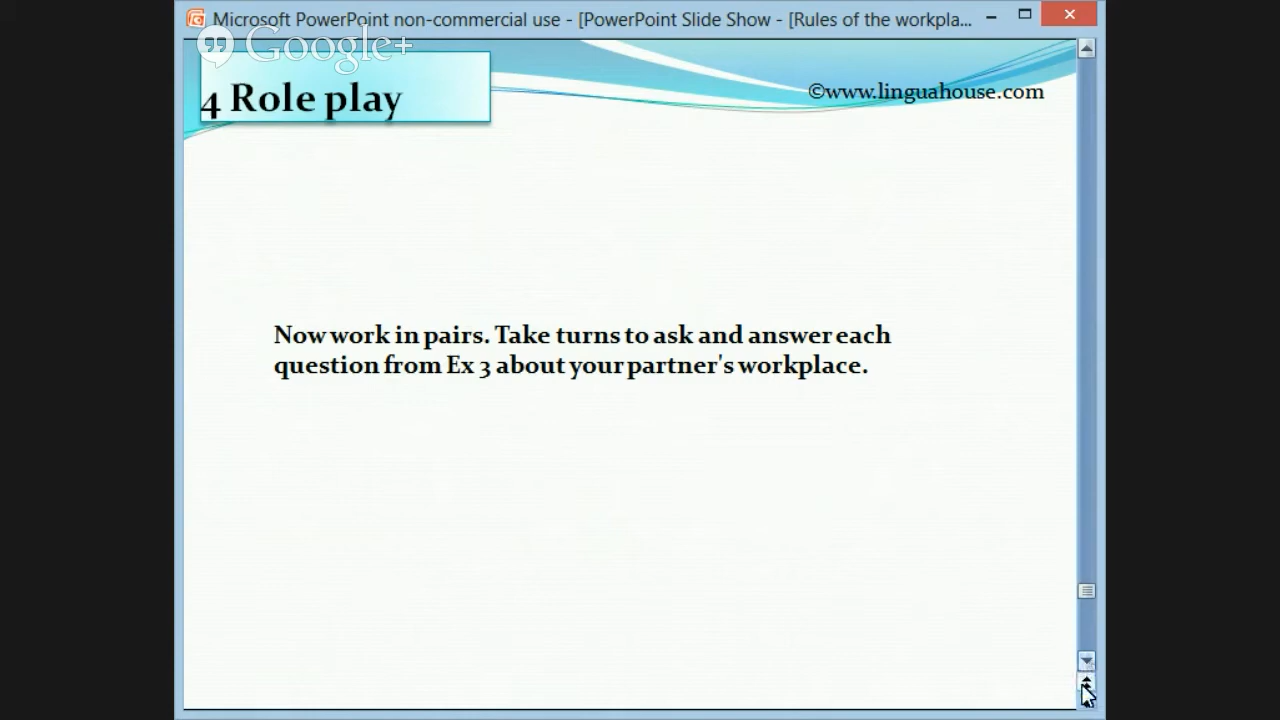 Microsoft PowerPoint non-commercial use - [PowerPoint Slide Show - [Rules of the workpla...
Google+
4 Role play
©www.linguahouse.com
Now work in pairs. Take turns to ask and answer each
question from Ex 3 about your partner's workplace.